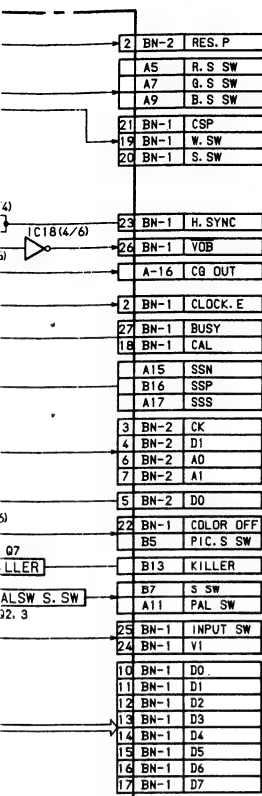 2 BN-2 RES.P
A5 R.S SW
A7 G.S SW
A9 B.S SW
21 BN-1 CSP
19 BN-1 W.SW
20 BN-1 S.SW
4)
23 BN-1 H.SYNC
IC18(4/6)
26 BN-1 VOB
A-16 CG OUT
2 BN-1 CLOCK.E
27 BN-1 BUSY
18 BN-1 CAL
A15 SSN
B16 SSP
A17 SSS
3 BN-2 CK
4 BN-2 D1
6 BN-2 A0
7 BN-2 A1
5 BN-2 D0
6)
22 BN-1 COLOR OFF
B5 PIC.S SW
Q7
LLER B13 KILLER
B7 S SW
ALSW S.SW A11 PAL SW
Q2.3
25 BN-1 INPUT SW
24 BN-1 V1
10 BN-1 D0
11 BN-1 D1
12 BN-1 D2
13 BN-1 D3
14 BN-1 D4
15 BN-1 D5
16 BN-1 D6
17 BN-1 D7